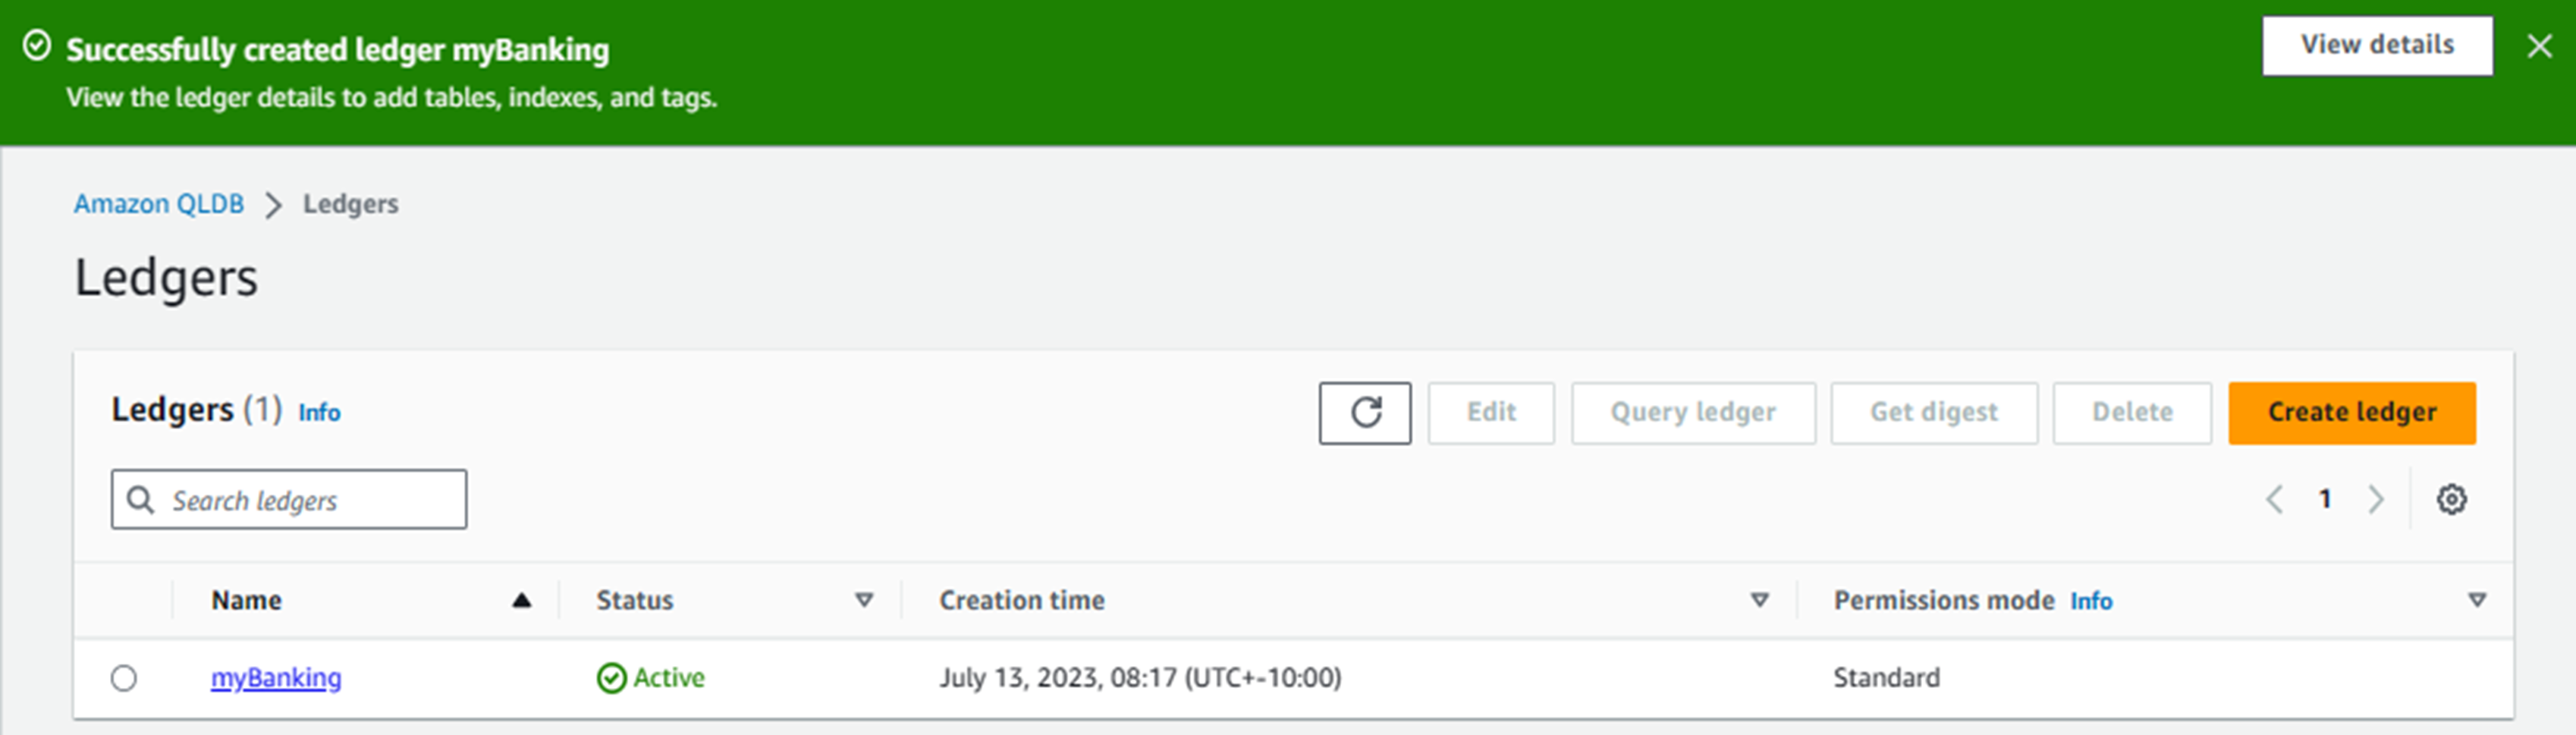 Successfully created ledger myBanking
View details
View the ledger details to add tables, indexes, and tags.
Amazon QLDB
Ledgers
Ledgers
Ledgers (1) Info
Edit
Query ledger
Get digest
Delete
Create ledger
Search ledgers
1
Name
Status
Creation time
Permissions mode Info
myBanking
Active
July 13, 2023, 08:17 (UTC+-10:00)
Standard